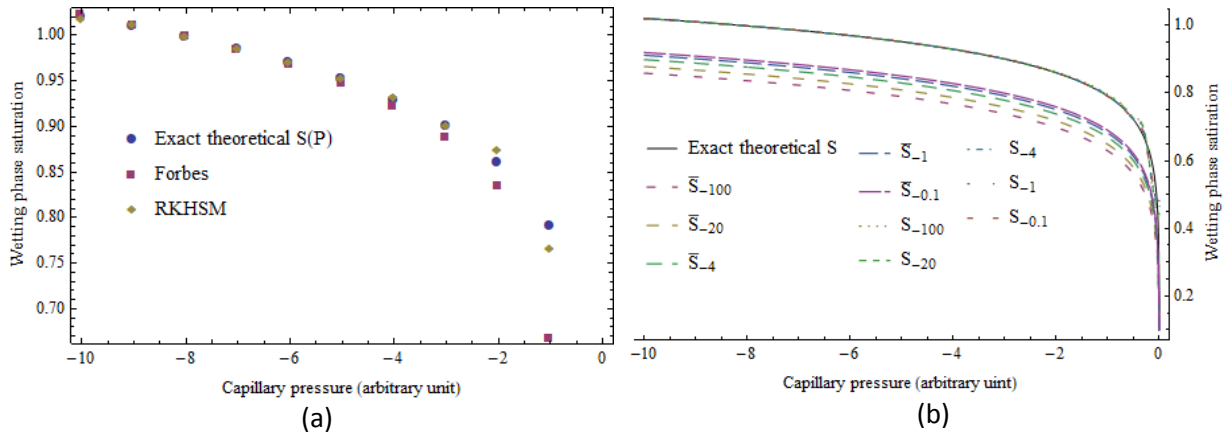 1.00
0.95
0.90
0.85
0.80
0.75
0.70
Wetting phase saturation
Exact theoretical S(P)
Forbes
RKHSM
−10
−8
−6
−4
−2
0
Capillary pressure (arbitrary unit)
(a)
1.0
0.8
0.6
0.4
0.2
Wetting phase satiration
Exact theoretical S
S̅₋₁₀₀
S̅₋₂₀
S̅₋₄
S̅₋₁
S̅₋₀.₁
S₋₁₀₀
S₋₂₀
S₋₄
S₋₁
S₋₀.₁
−10
−8
−6
−4
−2
0
Capillary pressure (arbitrary uint)
(b)